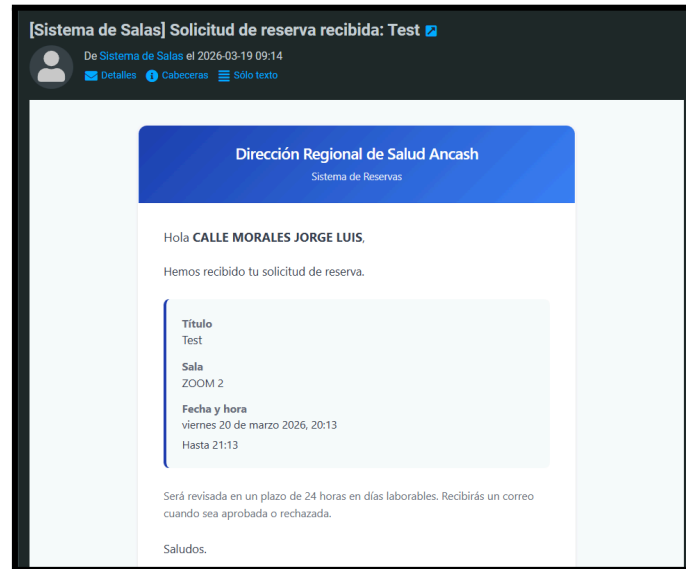 [Sistema de Salas] Solicitud de reserva recibida: Test
De Sistema de Salas el 2026-03-19 09:14
Detalles Cabeceras Sólo texto
Dirección Regional de Salud Ancash
Sistema de Reservas
Hola CALLE MORALES JORGE LUIS,
Hemos recibido tu solicitud de reserva.
Título
Test
Sala
ZOOM 2
Fecha y hora
viernes 20 de marzo 2026, 20:13
Hasta 21:13
Será revisada en un plazo de 24 horas en días laborables. Recibirás un correo
cuando sea aprobada o rechazada.
Saludos.